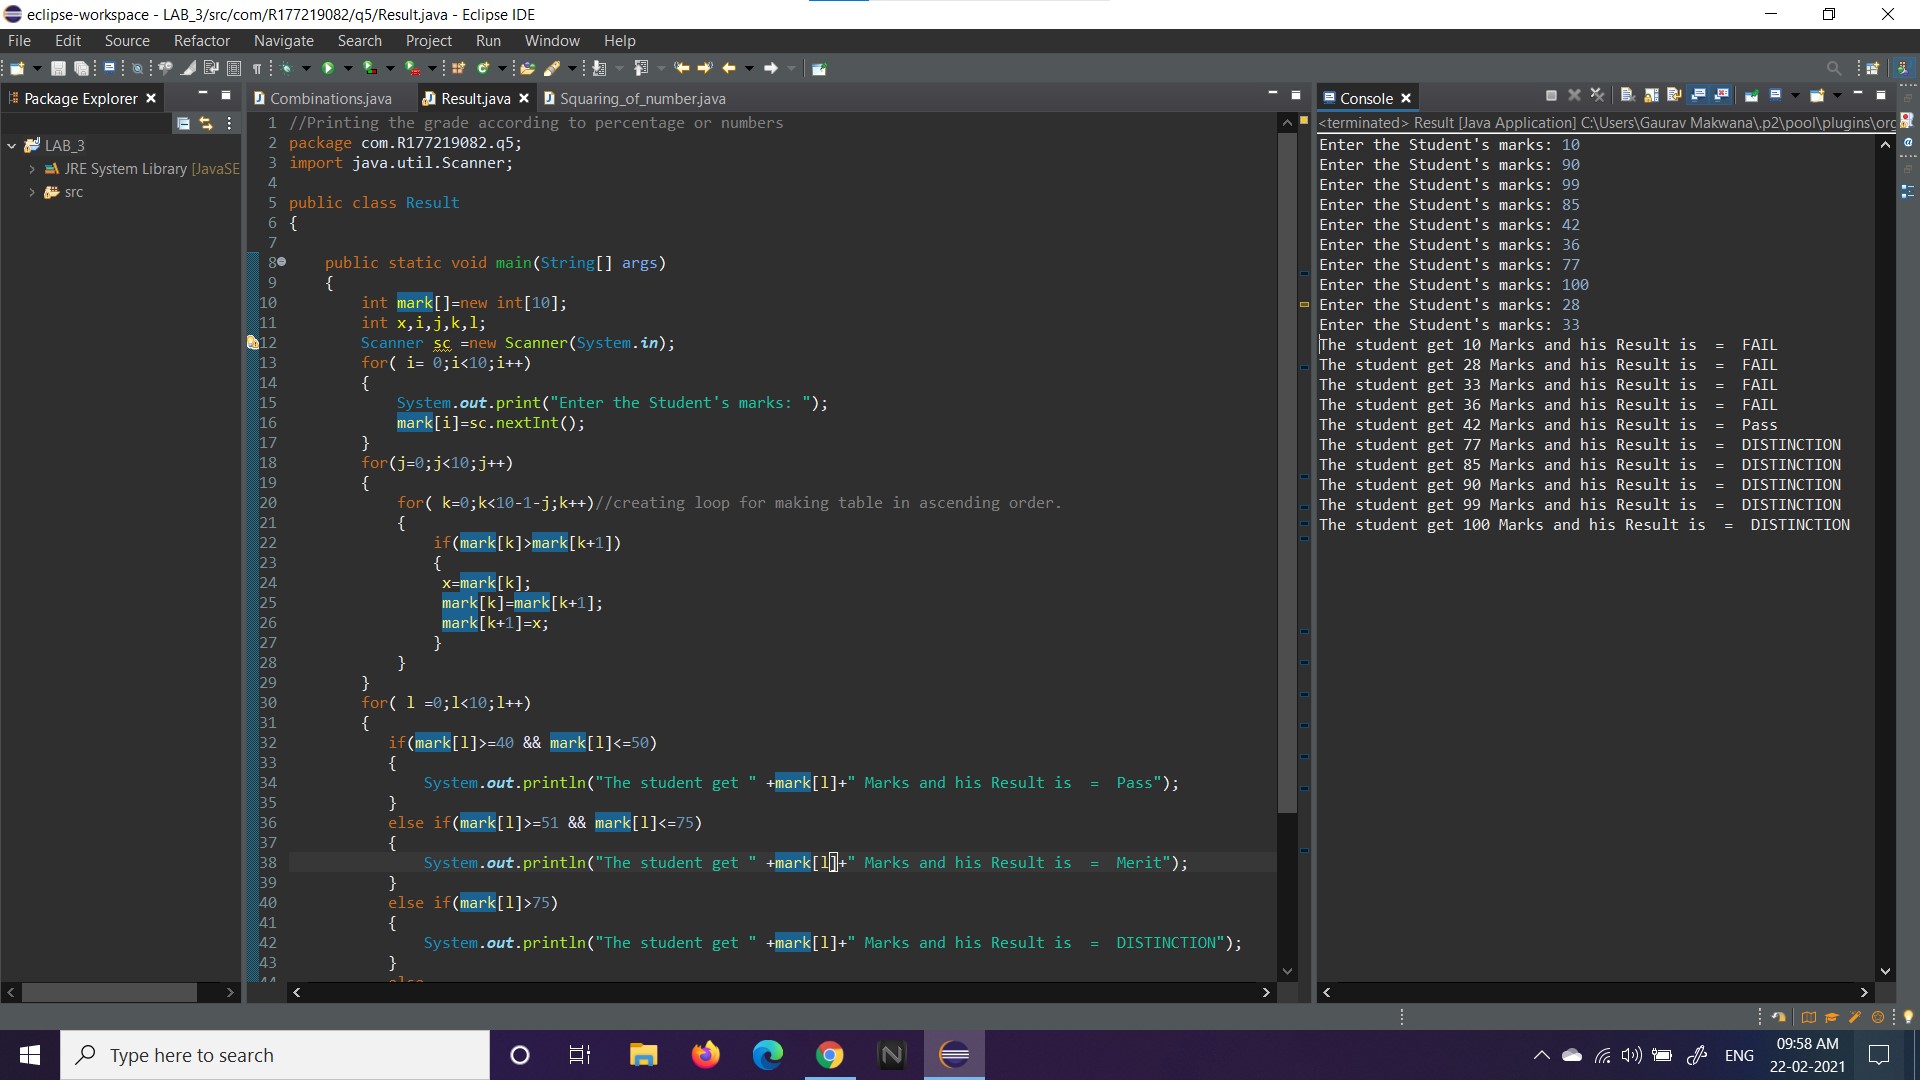 eclipse-workspace - LAB_3/src/com/R177219082/q5/Result.java - Eclipse IDE
File Edit Source Refactor Navigate Search Project Run Window Help
Package Explorer
LAB_3
JRE System Library [JavaSE
src
Combinations.java Result.java Squaring_of_number.java
1 //Printing the grade according to percentage or numbers
2 package com.R177219082.q5;
3 import java.util.Scanner;
4
5 public class Result
6 {
7
8 public static void main(String[] args)
9 {
10 int mark[]=new int[10];
11 int x,i,j,k,l;
12 Scanner sc =new Scanner(System.in);
13 for( i= 0;i<10;i++)
14 {
15 System.out.print("Enter the Student's marks: ");
16 mark[i]=sc.nextInt();
17 }
18 for(j=0;j<10;j++)
19 {
20 for( k=0;k<10-1-j;k++)//creating loop for making table in ascending order.
21 {
22 if(mark[k]>mark[k+1])
23 {
24 x=mark[k];
25 mark[k]=mark[k+1];
26 mark[k+1]=x;
27 }
28 }
29 }
30 for( l =0;l<10;l++)
31 {
32 if(mark[l]>=40 && mark[l]<=50)
33 {
34 System.out.println("The student get " +mark[l]+" Marks and his Result is  =  Pass");
35 }
36 else if(mark[l]>=51 && mark[l]<=75)
37 {
38 System.out.println("The student get " +mark[l]+" Marks and his Result is  =  Merit");
39 }
40 else if(mark[l]>75)
41 {
42 System.out.println("The student get " +mark[l]+" Marks and his Result is  =  DISTINCTION");
43 }
Console
<terminated> Result [Java Application] C:\Users\Gaurav Makwana\.p2\pool\plugins\org
Enter the Student's marks: 10
Enter the Student's marks: 90
Enter the Student's marks: 99
Enter the Student's marks: 85
Enter the Student's marks: 42
Enter the Student's marks: 36
Enter the Student's marks: 77
Enter the Student's marks: 100
Enter the Student's marks: 28
Enter the Student's marks: 33
The student get 10 Marks and his Result is  =  FAIL
The student get 28 Marks and his Result is  =  FAIL
The student get 33 Marks and his Result is  =  FAIL
The student get 36 Marks and his Result is  =  FAIL
The student get 42 Marks and his Result is  =  Pass
The student get 77 Marks and his Result is  =  DISTINCTION
The student get 85 Marks and his Result is  =  DISTINCTION
The student get 90 Marks and his Result is  =  DISTINCTION
The student get 99 Marks and his Result is  =  DISTINCTION
The student get 100 Marks and his Result is  =  DISTINCTION
Type here to search
ENG
09:58 AM
22-02-2021